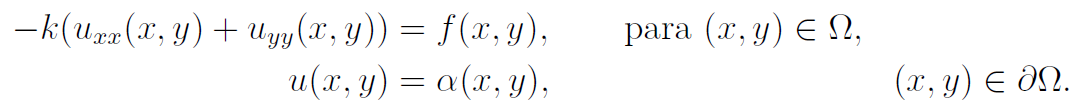 −k(u_{xx}(x, y) + u_{yy}(x, y)) = f(x, y), para (x, y) ∈ Ω,
u(x, y) = α(x, y), (x, y) ∈ ∂Ω.